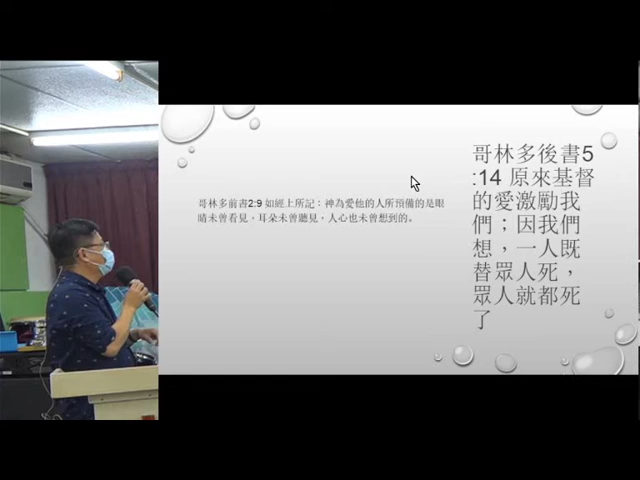 哥林多前書2:9 如經上所記：神為愛他的人所預備的是眼
睛未曾看見，耳朵未曾聽見，人心也未曾想到的。
哥林多後書5
:14 原來基督
的愛激勵我
們；因我們
想，一人既
替眾人死，
眾人就都死
了